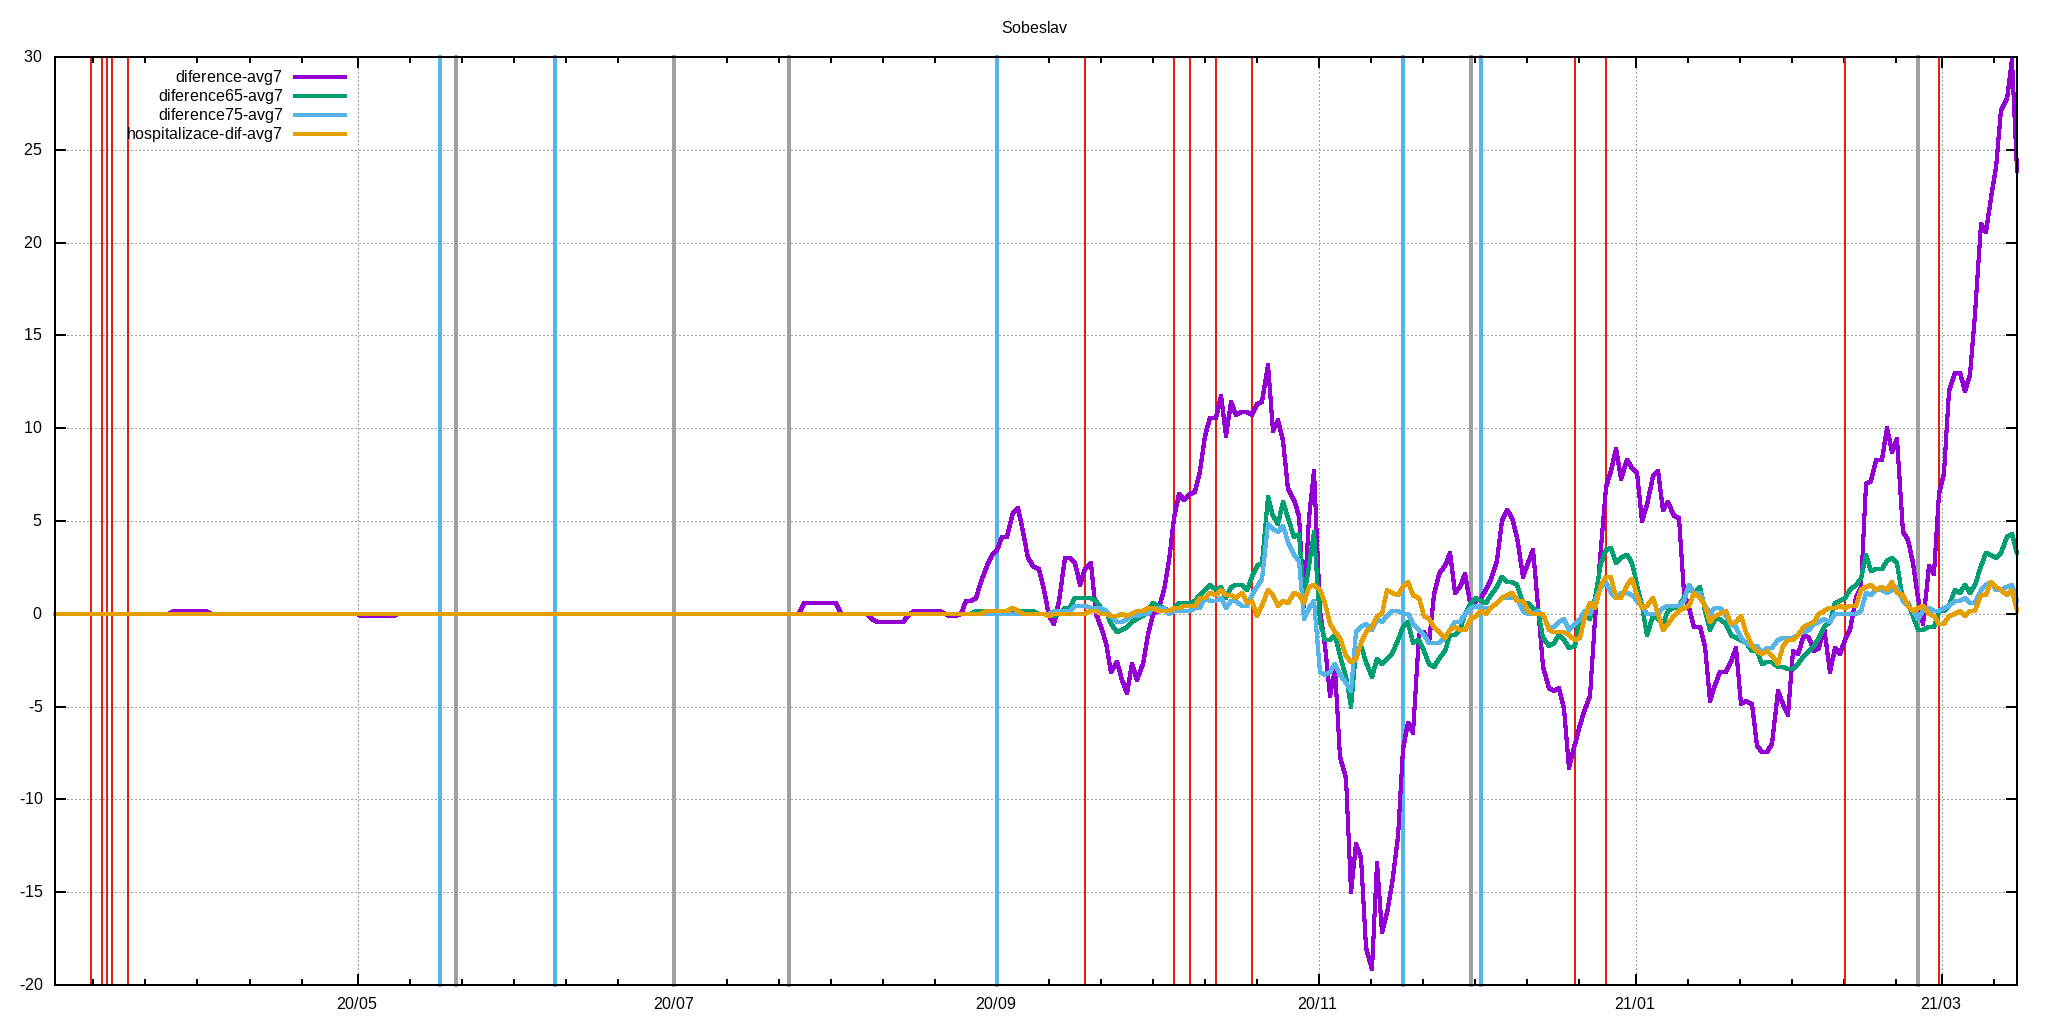 Sobeslav
diference-avg7
diference65-avg7
diference75-avg7
hospitalizace-dif-avg7
30
25
20
15
10
5
0
-5
-10
-15
-20
20/05 20/07 20/09 20/11 21/01 21/03